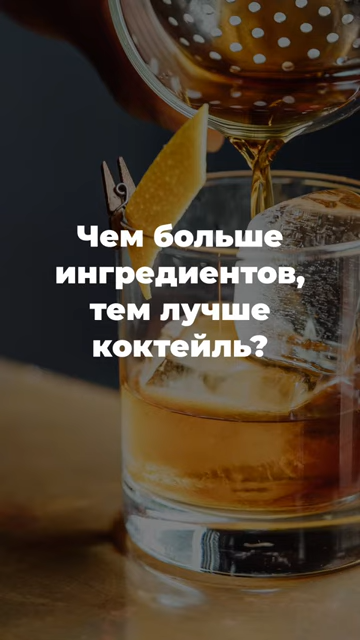 Чем больше
ингредиентов,
тем лучше
коктейль?